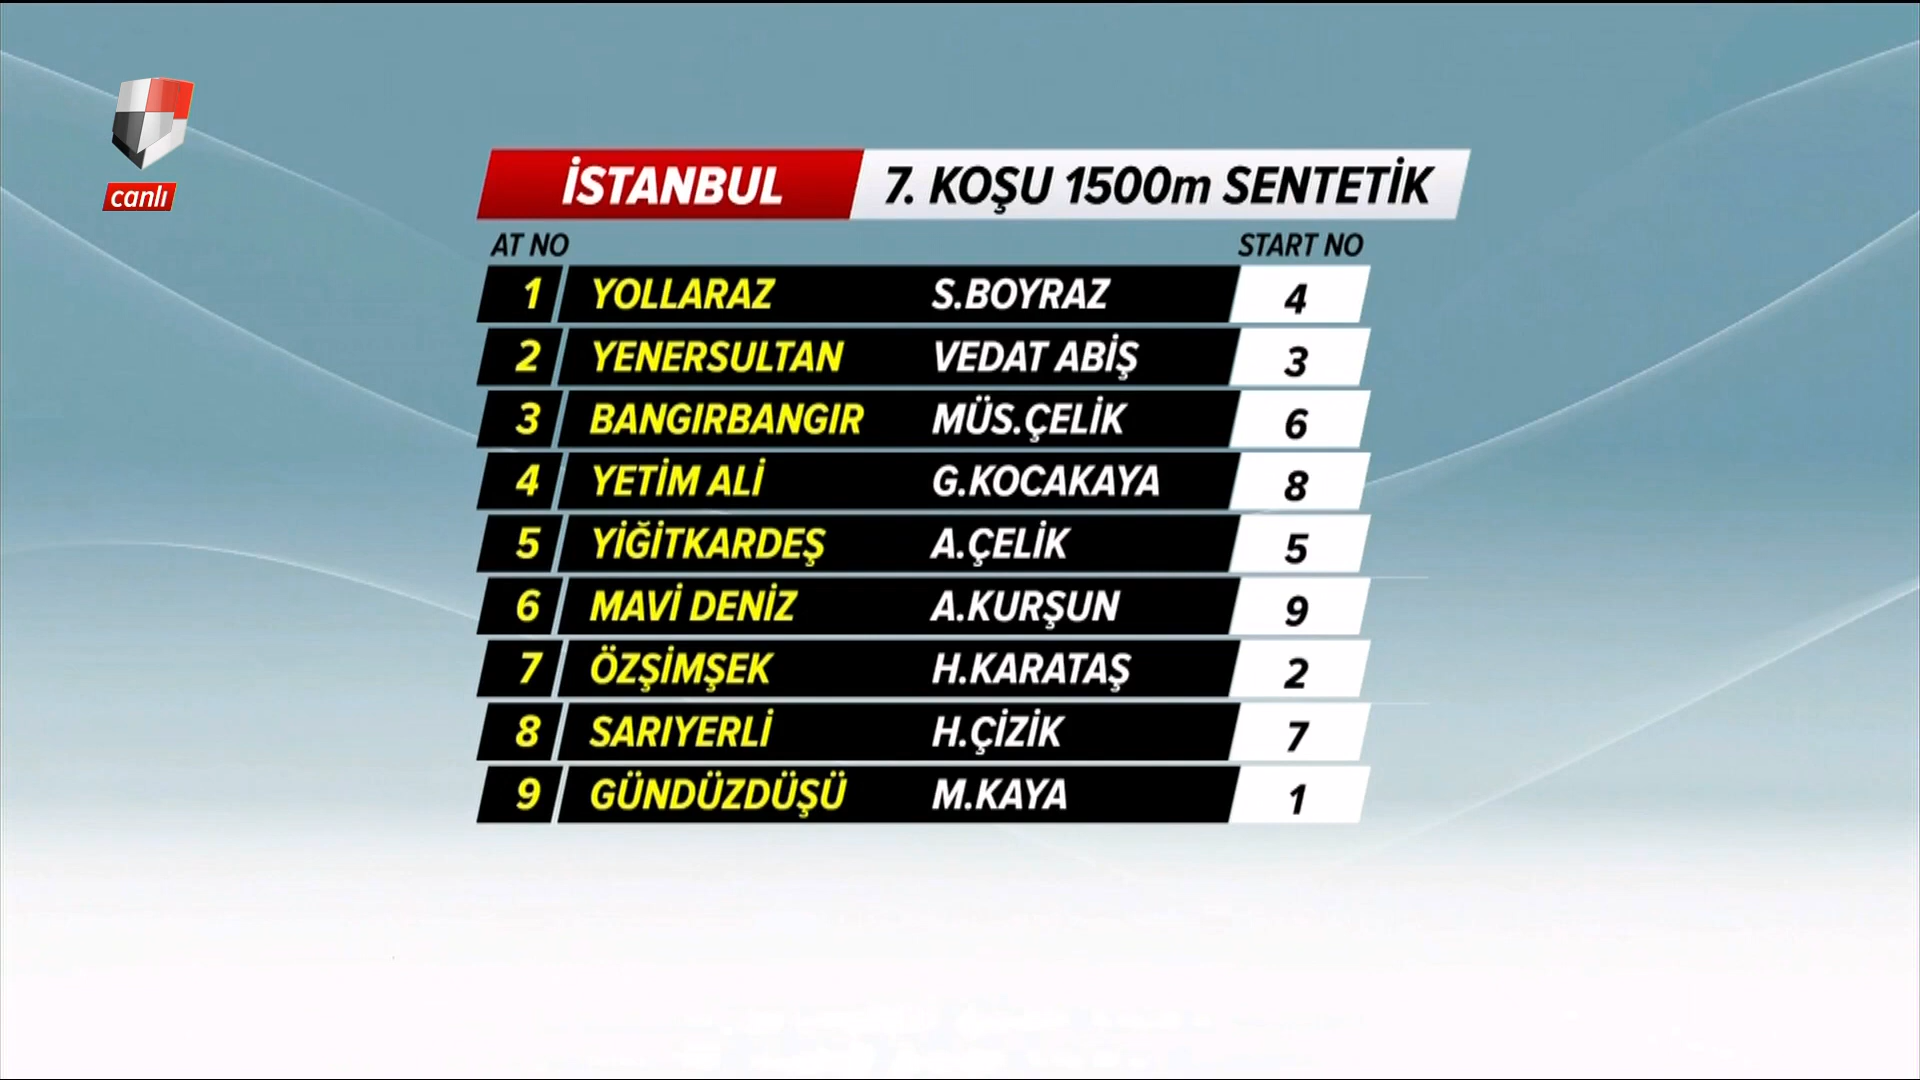 canlı
İSTANBUL 7. KOŞU 1500m SENTETİK
AT NO START NO
1 YOLLARAZ S.BOYRAZ 4
2 YENERSULTAN VEDAT ABİŞ 3
3 BANGIRBANGIR MÜS.ÇELİK 6
4 YETİM ALİ G.KOCAKAYA 8
5 YİĞİTKARDEŞ A.ÇELİK 5
6 MAVİ DENİZ A.KURŞUN 9
7 ÖZŞİMŞEK H.KARATAŞ 2
8 SARIYERLİ H.ÇİZİK 7
9 GÜNDÜZDÜŞÜ M.KAYA 1